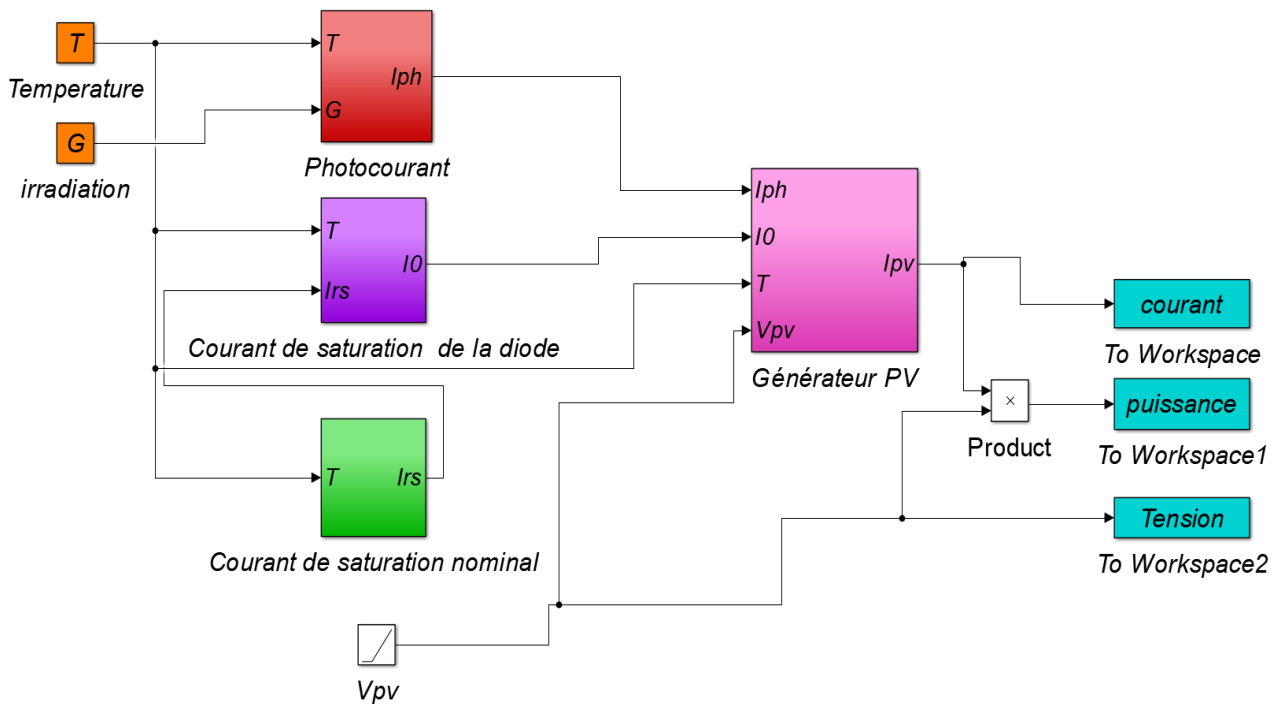 T
Temperature
G
irradiation
T
G
Iph
Photocourant
T
Irs
I0
Courant de saturation de la diode
T
Irs
Courant de saturation nominal
Vpv
Iph
I0
T
Vpv
Ipv
Générateur PV
×
Product
courant
To Workspace
puissance
To Workspace1
Tension
To Workspace2